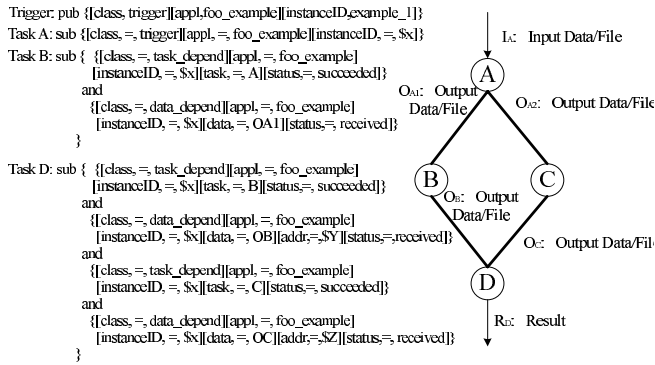 Trigger: pub {[class, trigger][appl,foo_example][instanceID,example_1]}
Task A: sub {[class, =, trigger][appl, =, foo_example][instanceID, =, $x]}
Task B: sub { {[class, =, task_depend][appl, =, foo_example]
[instanceID, =, $x][task, =, A][status,=, succeeded]}
and
{[class, =, data_depend][appl, =, foo_example]
[instanceID, =, $x][data, =, OA1][status,=, received]}
}
Task D: sub { {[class, =, task_depend][appl, =, foo_example]
[instanceID, =, $x][task, =, B][status,=, succeeded]}
and
{[class, =, data_depend][appl, =, foo_example]
[instanceID, =, $x][data, =, OB][addr,=,$Y][status,=,received]}
and
{[class, =, task_depend][appl, =, foo_example]
[instanceID, =, $x][task, =, C][status,=, succeeded]}
and
{[class, =, data_depend][appl, =, foo_example]
[instanceID, =, $x][data, =, OC][addr,=,$Z][status,=, received]}
}
IA: Input Data/File
A
OA1: Output
Data/File
OA2: Output Data/File
B
C
OB: Output
Data/File
OC: Output Data/File
D
RD: Result